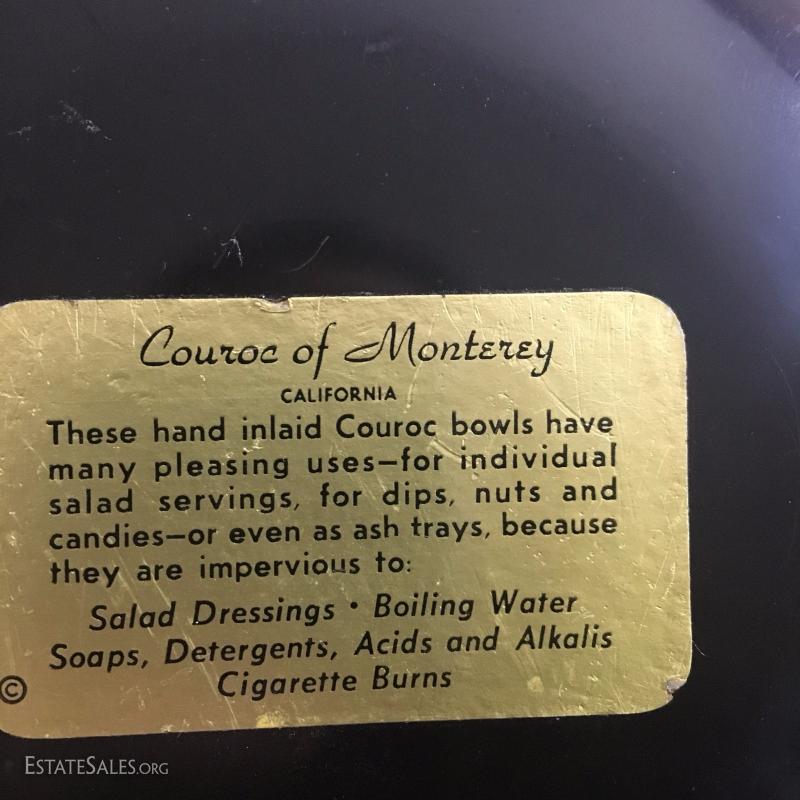 Couroc of Monterey
CALIFORNIA
These hand inlaid Couroc bowls have
many pleasing uses—for individual
salad servings, for dips, nuts and
candies—or even as ash trays, because
they are impervious to:
Salad Dressings • Boiling Water
Soaps, Detergents, Acids and Alkalis
Cigarette Burns
©
ESTATESALES.ORG